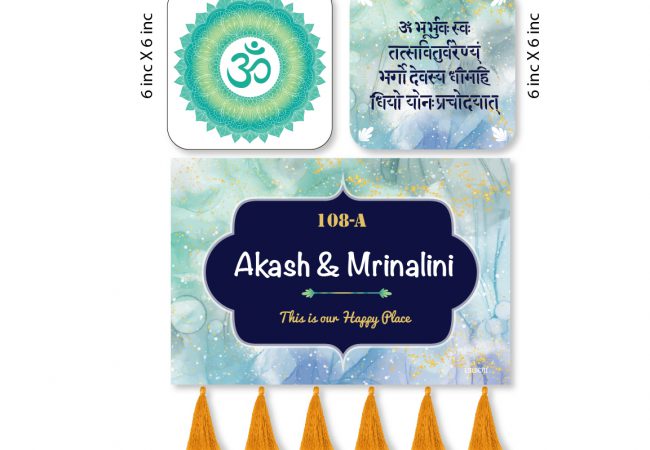 6 inc X 6 inc
ॐ
ॐ भूर्भुवः स्वः
तत्सवितुर्वरेण्यं
भर्गो देवस्य धीमहि
धियो योनः प्रचोदयात्
6 inc X 6 inc
108-A
Akash & Mrinalini
This is our Happy Place